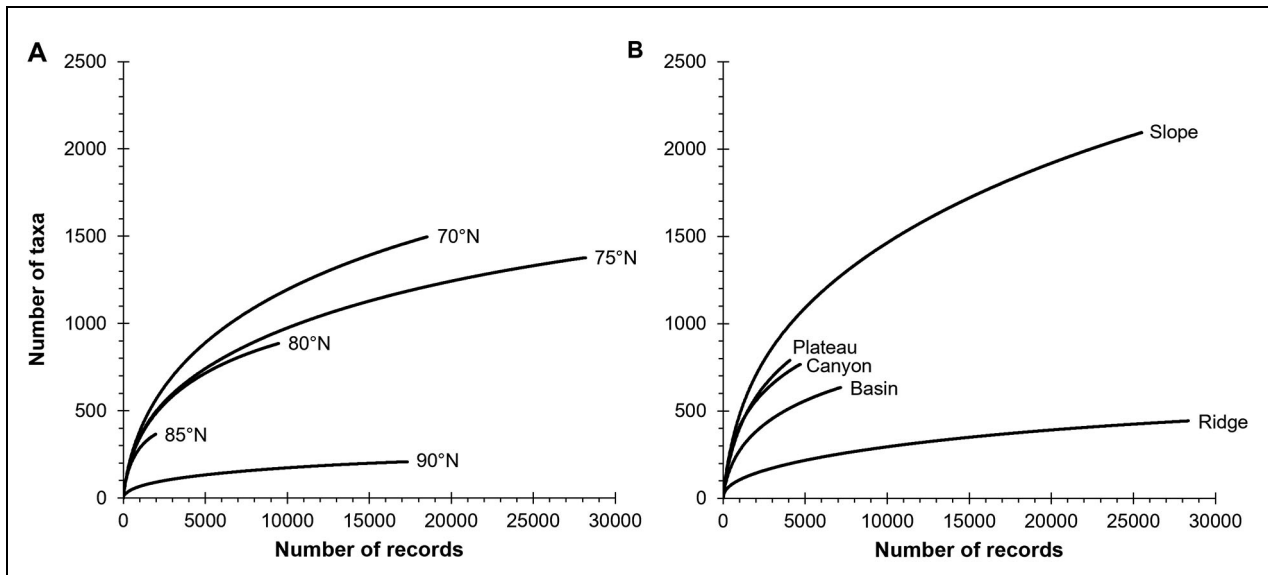 A
2500
2000
1500
1000
500
0
Number of taxa
70°N
75°N
80°N
85°N
90°N
0 5000 10000 15000 20000 25000 30000
Number of records
B
2500
2000
1500
1000
500
0
Slope
Plateau
Canyon
Basin
Ridge
0 5000 10000 15000 20000 25000 30000
Number of records